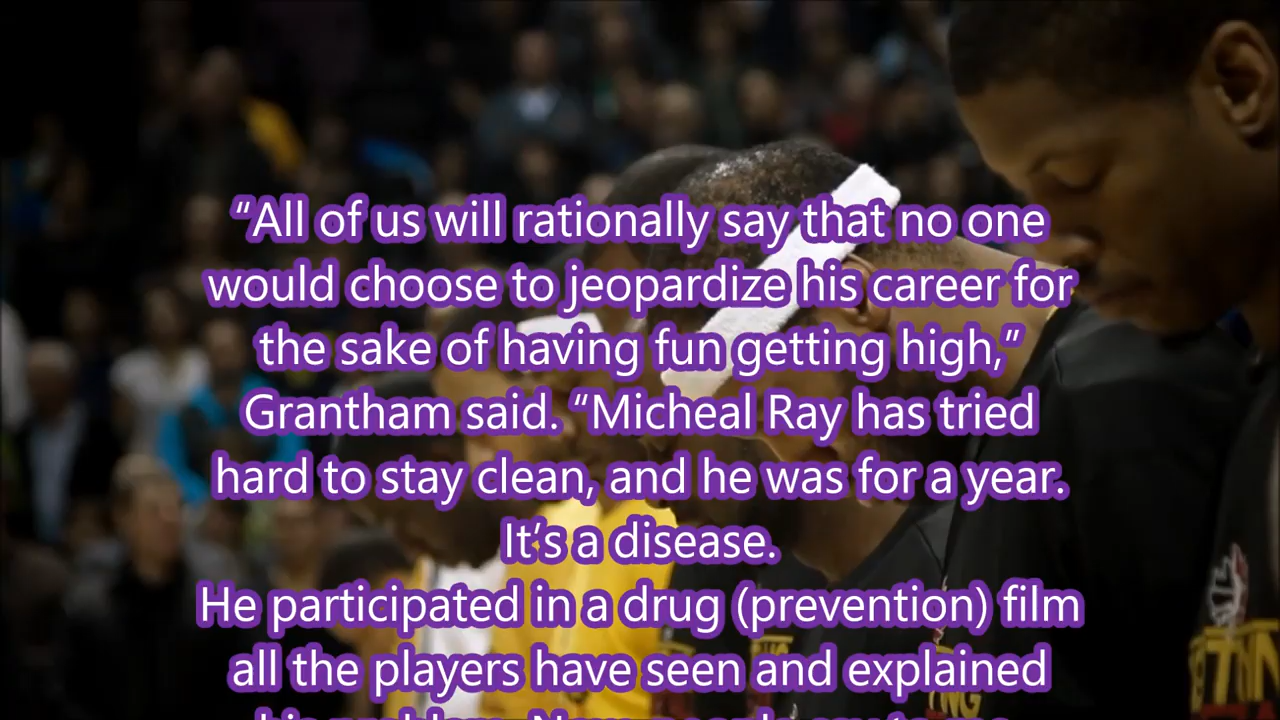 “All of us will rationally say that no one
would choose to jeopardize his career for
the sake of having fun getting high,”
Grantham said. “Micheal Ray has tried
hard to stay clean, and he was for a year.
It’s a disease.
He participated in a drug (prevention) film
all the players have seen and explained